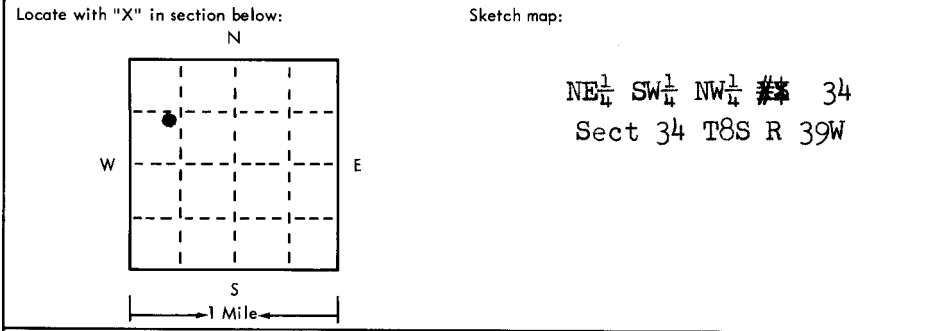 Locate with "X" in section below:
N
W
E
S
1 Mile
Sketch map:
NE¼ SW¼ NW¼ 34
Sect 34 T8S R 39W